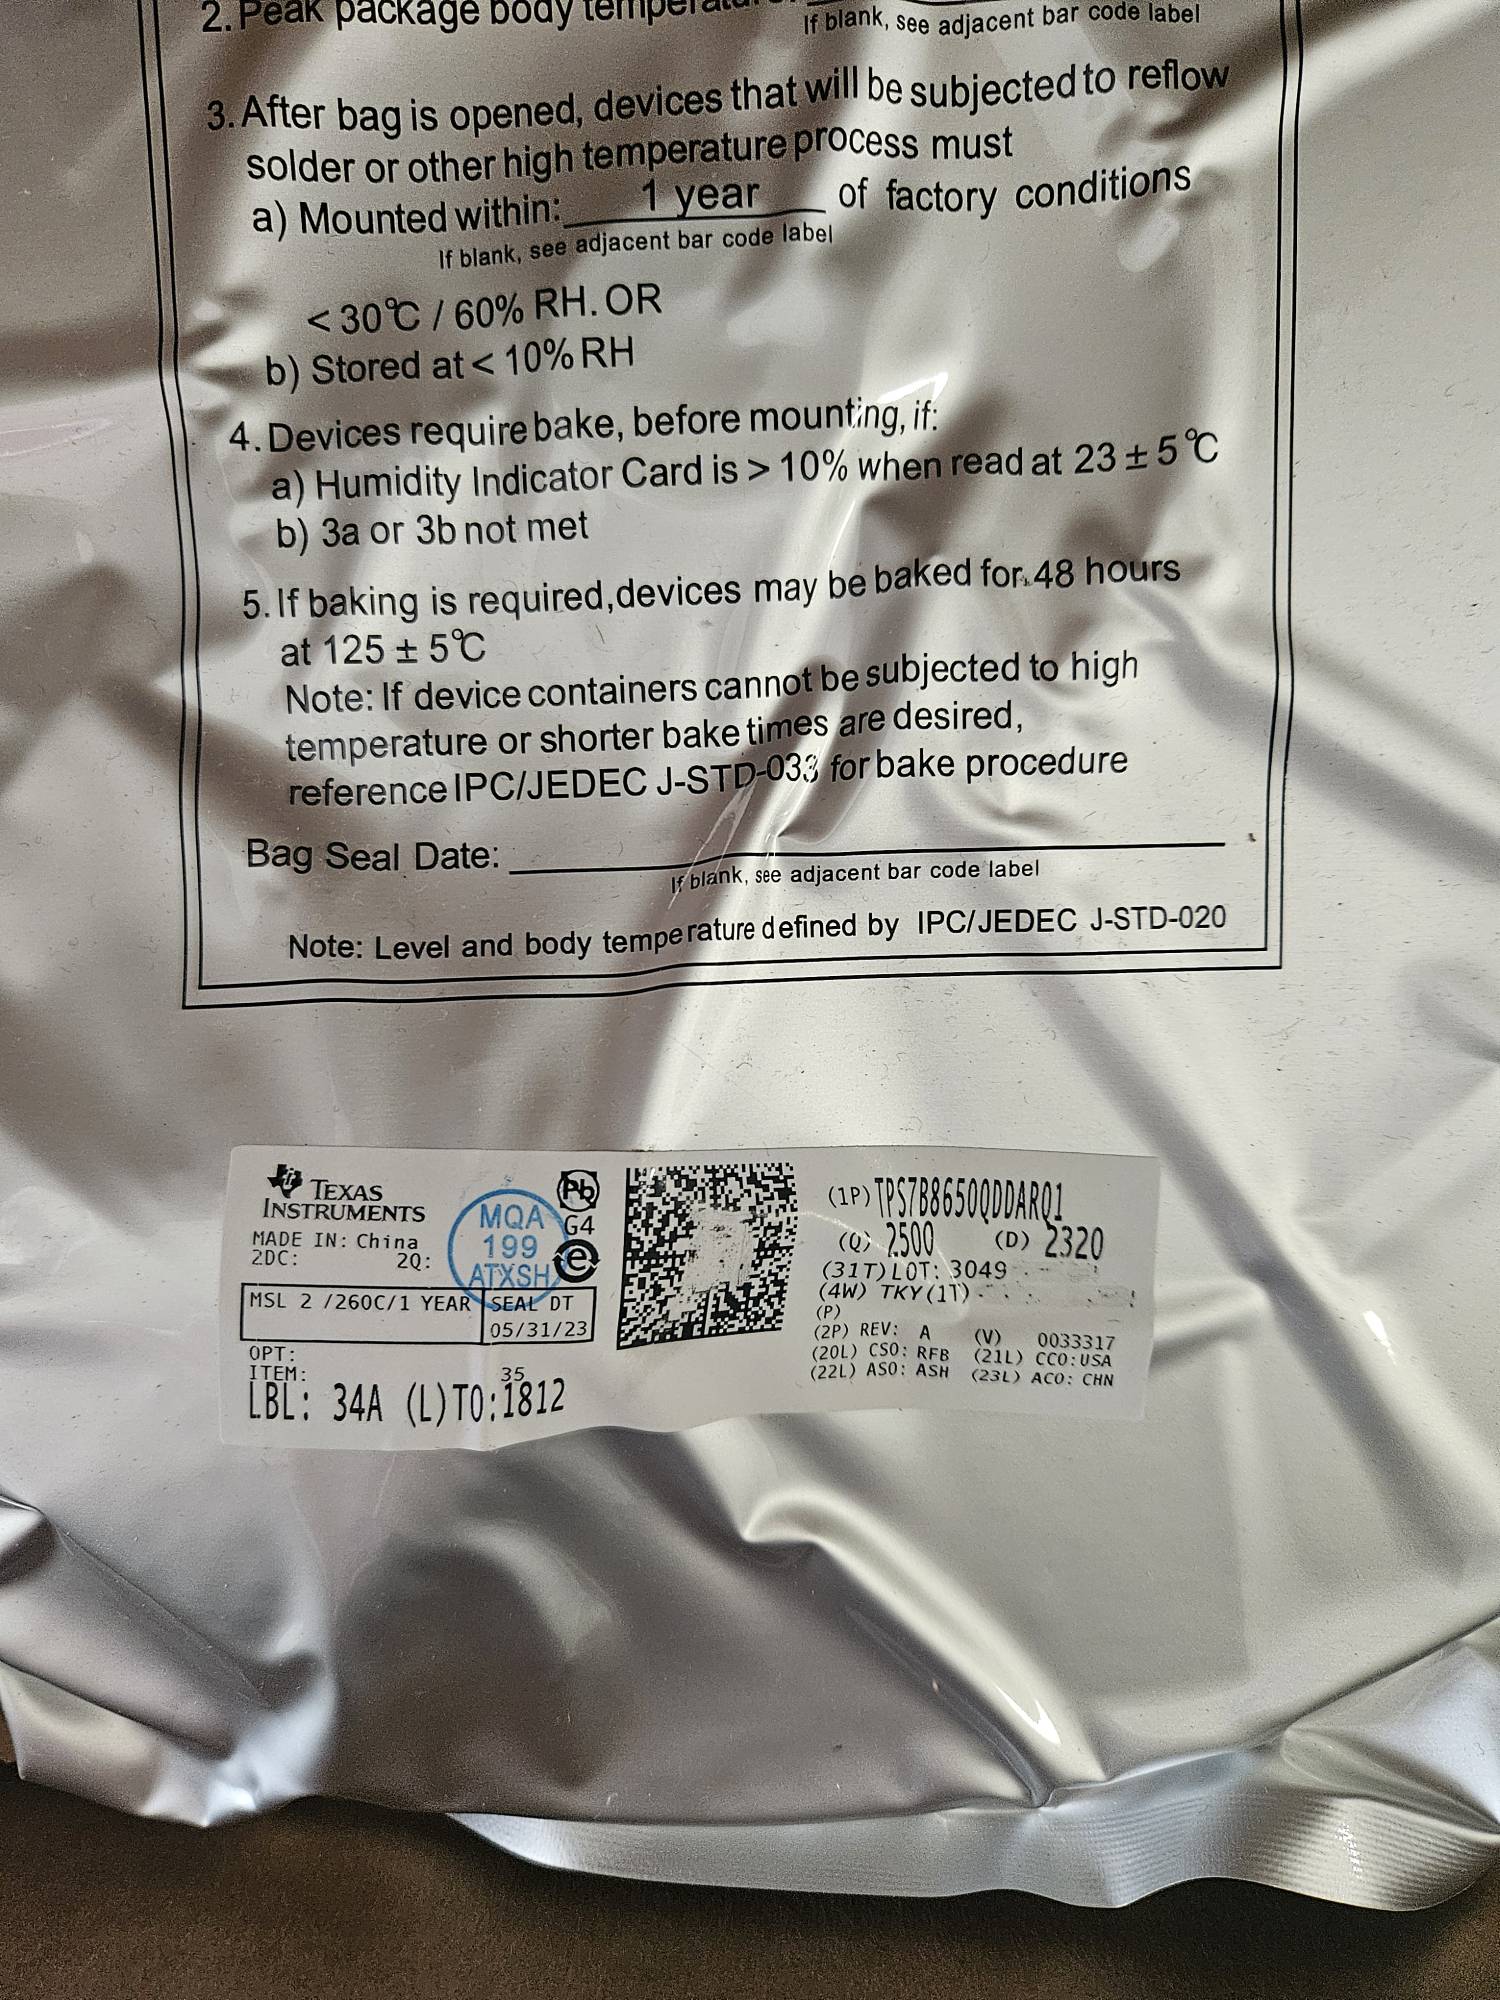 2. Peak package body
If blank, see adjacent bar code label
3. After bag is opened, devices that will be subjected to reflow
solder or other high temperature process must
a) Mounted within: 1 year of factory conditions
If blank, see adjacent bar code label
< 30℃ / 60% RH. OR
b) Stored at < 10% RH
4. Devices require bake, before mounting, if:
a) Humidity Indicator Card is > 10% when read at 23 ± 5℃
b) 3a or 3b not met
5. If baking is required, devices may be baked for 48 hours
at 125 ± 5℃
Note: If device containers cannot be subjected to high
temperature or shorter bake times are desired,
reference IPC/JEDEC J-STD-033 for bake procedure
Bag Seal Date:
If blank, see adjacent bar code label
Note: Level and body temperature defined by IPC/JEDEC J-STD-020
TEXAS
INSTRUMENTS
MADE IN: China
2DC: 2Q:
MQA
199
ATXSH
Pb
G4
e
MSL 2 /260C/1 YEAR
SEAL DT
05/31/23
OPT:
ITEM: 35
LBL: 34A (L)TO:1812
(1P) TPS7B8650QDDARQ1
(Q) 2500 (D) 2320
(31T)LOT: 3049
(4W) TKY(1T)
(P)
(2P) REV: A (V) 0033317
(20L) CSO: RFB (21L) CCO:USA
(22L) ASO: ASH (23L) ACO: CHN